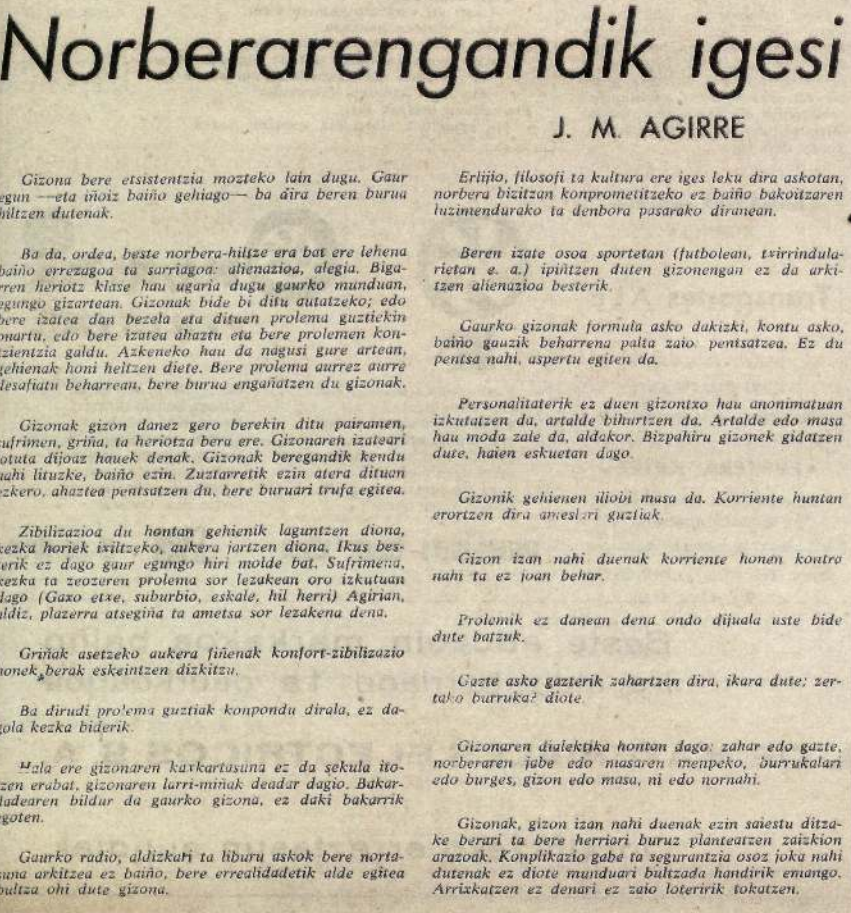 Norberarengandik igesi
J. M. AGIRRE
Gizona bere etsistentzia mozteko lain dugu. Gaur
egun —eta iñoiz baiño gehiago— ba dira beren burua
hiltzen dutenak.
Ba da, ordea, beste norbera-hiltze era bat ere lehena
baiño errezagoa ta sarriagoa: alienazioa, alegia. Biga-
rren heriotz klase hau ugaria dugu gaurko munduan,
egungo gizartean. Gizonak bide bi ditu autatzeko; edo
bere izatea dan bezela eta dituen prolema guztiekin
onartu, edo bere izatea ahaztu eta bere prolemen kon-
tzientzia galdu. Azkeneko hau da nagusi gure artean,
gehienak honi heltzen diete. Bere prolema aurrez aurre
desafiatu beharrean, bere burua engañatzen du gizonak.
Gizonak gizon danez gero berekin ditu pairamen,
sufrimen, griña, ta heriotza bera ere. Gizonaren izateari
lotuta dijoaz hauek denak. Gizonak beregandik kendu
nahi lituzke, baiño ezin. Zuztarretik ezin atera dituan
ezkero, ahaztea pentsatzen du, bere buruari trufa egitea.
Zibilizazioa du hontan gehienik laguntzen diona,
kezka horiek ixiltzeko, aukera jartzen diona. Ikus bes-
terik ez dago gaur egungo hiri molde bat. Sufrimena,
kezka ta zeozeren prolema sor lezakean oro izkutuan
dago (Gaxo etxe, suburbio, eskale, hil herri) Agirian,
aldiz, plazerra atsegiña ta ametsa sor lezakena dena.
Griñak asetzeko aukera fiñenak konfort-zibilizazio
honek berak eskeintzen dizkitzu.
Ba dirudi prolema guztiak konpondu dirala, ez da-
gola kezka biderik.
Hala ere gizonaren kaxkartasuna ez da sekula ito-
tzen erabat, gizonaren larri-miñak deadar dagio. Bakar-
dadearen bildur da gaurko gizona, ez daki bakarrik
egoten.
Gaurko radio, aldizkari ta liburu askok bere norta-
suna arkitzea ez baiño, bere errealidadetik alde egitea
bultza ohi dute gizona.
Erlijio, filosofi ta kultura ere iges leku dira askotan,
norbera bizitzan konprometitzeko ez baiño bakoitzaren
luzimendurako ta denbora pasarako diranean.
Beren izate osoa sportetan (futbolean, txirrindula-
rietan e. a.) ipiñtzen duten gizonengan ez da arki-
tzen alienazioa besterik.
Gaurko gizonak formula asko dakizki, kontu asko,
baiño gauzik beharrena palta zaio: pentsatzea. Ez du
pentsa nahi, aspertu egiten da.
Personalitaterik ez duen gizontxo hau anonimatuan
izkutatzen da, artalde bihurtzen da. Artalde edo masa
hau moda zale da, aldakor. Bizpahiru gizonek gidatzen
dute, haien eskuetan dago.
Gizonik gehienen iliobi masa da. Korriente huntan
erortzen dira ameslari guztiak.
Gizon izan nahi duenak korriente honen kontra
nahi ta ez joan behar.
Prolemik ez danean dena ondo dijuala uste bide
dute batzuk.
Gazte asko gazterik zahartzen dira, ikara dute; zer-
tako burruka? diote.
Gizonaren dialektika hontan dago: zahar edo gazte,
norberaren jabe edo masaren menpeko, burrukalari
edo burges, gizon edo masa, ni edo nornahi.
Gizonak, gizon izan nahi duenak ezin saiestu ditza-
ke berari ta bere herriari buruz planteatzen zaizkion
arazoak. Konplikazio gabe ta segurantzia osoz joka nahi
dutenak ez diote munduari bultzada handirik emango.
Arrixkatzen ez denari ez zaio loteririk tokatzen.